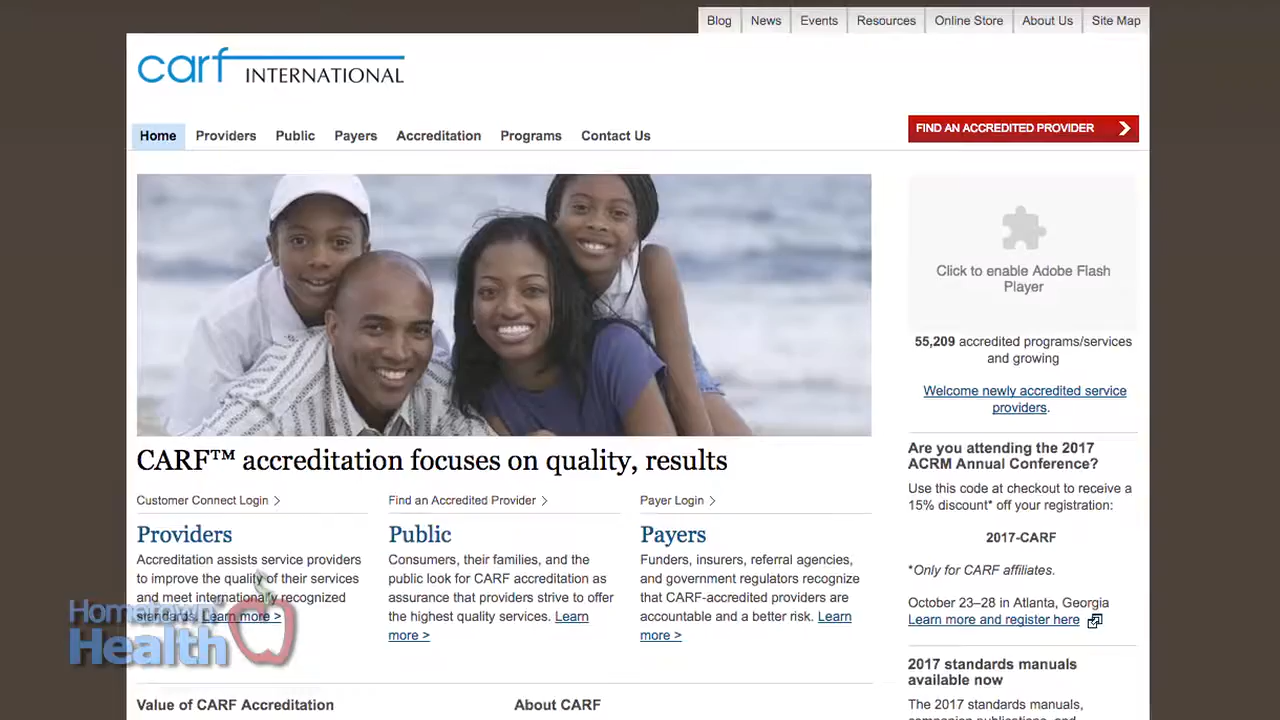 Blog News Events Resources Online Store About Us Site Map
carf INTERNATIONAL
Home Providers Public Payers Accreditation Programs Contact Us
FIND AN ACCREDITED PROVIDER
Click to enable Adobe Flash
Player
55,209 accredited programs/services
and growing
Welcome newly accredited service
providers.
CARF™ accreditation focuses on quality, results
Customer Connect Login >
Providers
Accreditation assists service providers
to improve the quality of their services
and meet internationally recognized
standards. Learn more >
Find an Accredited Provider >
Public
Consumers, their families, and the
public look for CARF accreditation as
assurance that providers strive to offer
the highest quality services. Learn
more >
Payer Login >
Payers
Funders, insurers, referral agencies,
and government regulators recognize
that CARF-accredited providers are
accountable and a better risk. Learn
more >
Are you attending the 2017
ACRM Annual Conference?
Use this code at checkout to receive a
15% discount* off your registration:
2017-CARF
*Only for CARF affiliates.
October 23–28 in Atlanta, Georgia
Learn more and register here
2017 standards manuals
available now
The 2017 standards manuals,
companion publications, and
Value of CARF Accreditation
About CARF
Hometown
Health